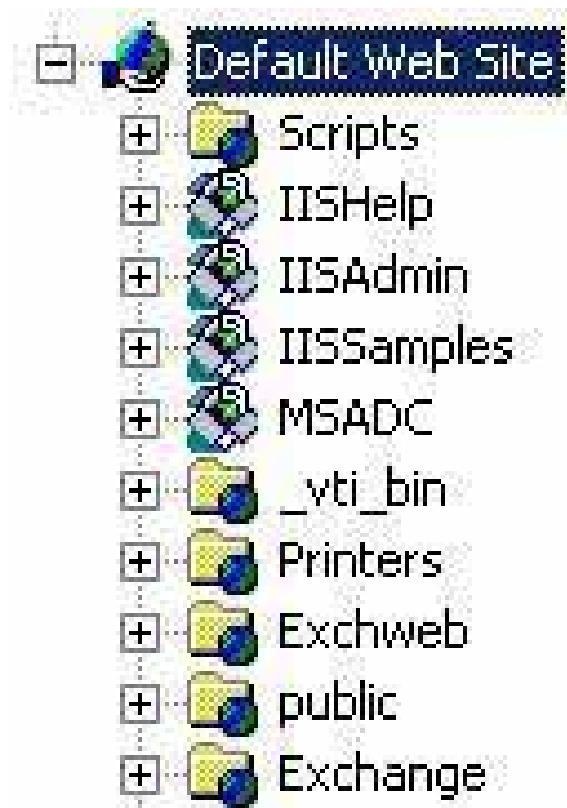 Default Web Site
Scripts
IISHelp
IISAdmin
IISSamples
MSADC
_vti_bin
Printers
Exchweb
public
Exchange